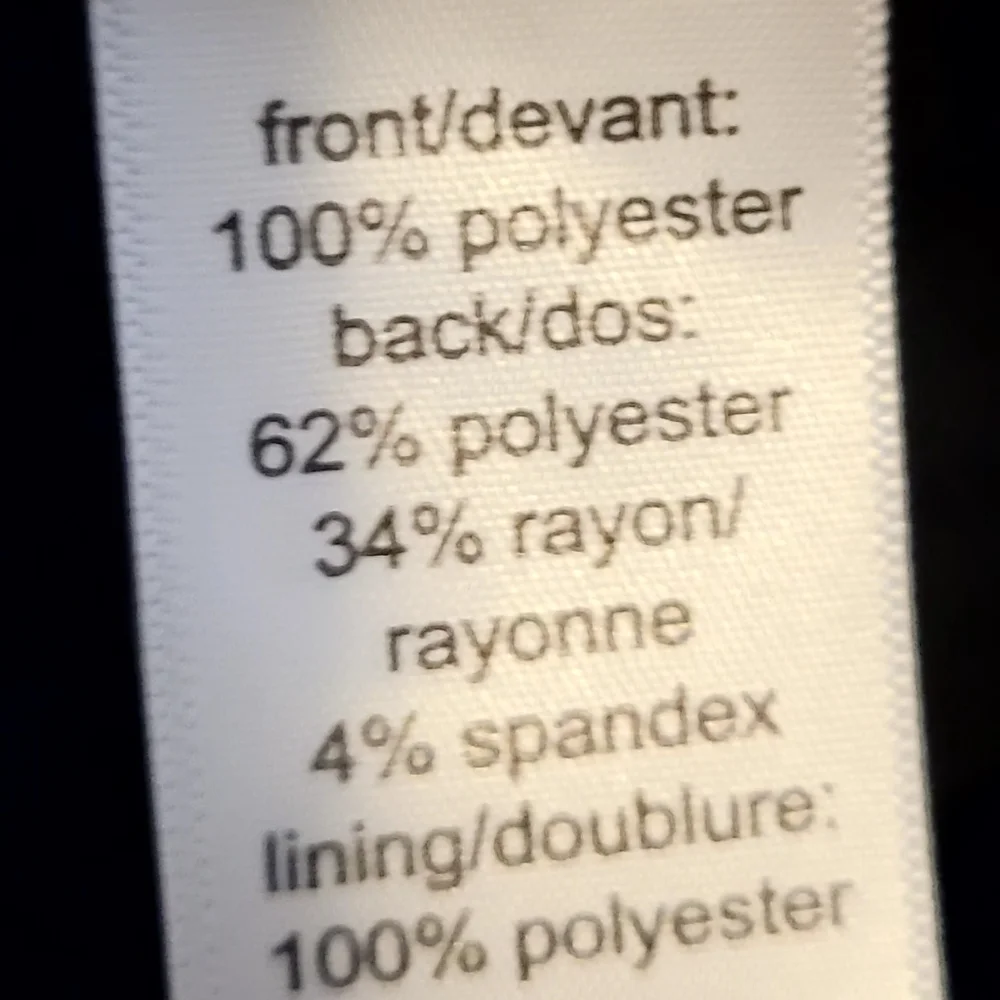 front/devant:
100% polyester
back/dos:
62% polyester
34% rayon/
rayonne
4% spandex
lining/doublure:
100% polyester